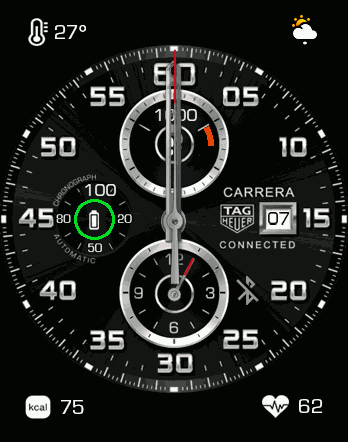 27°
60
55 05
1000
50 10
CHRONOGRAPH
100
CARRERA
45 80 20 TAG HEUER 07 15
50
AUTOMATIC
CONNECTED
12
40 9 3 20
6
35 25
30
kcal 75 62